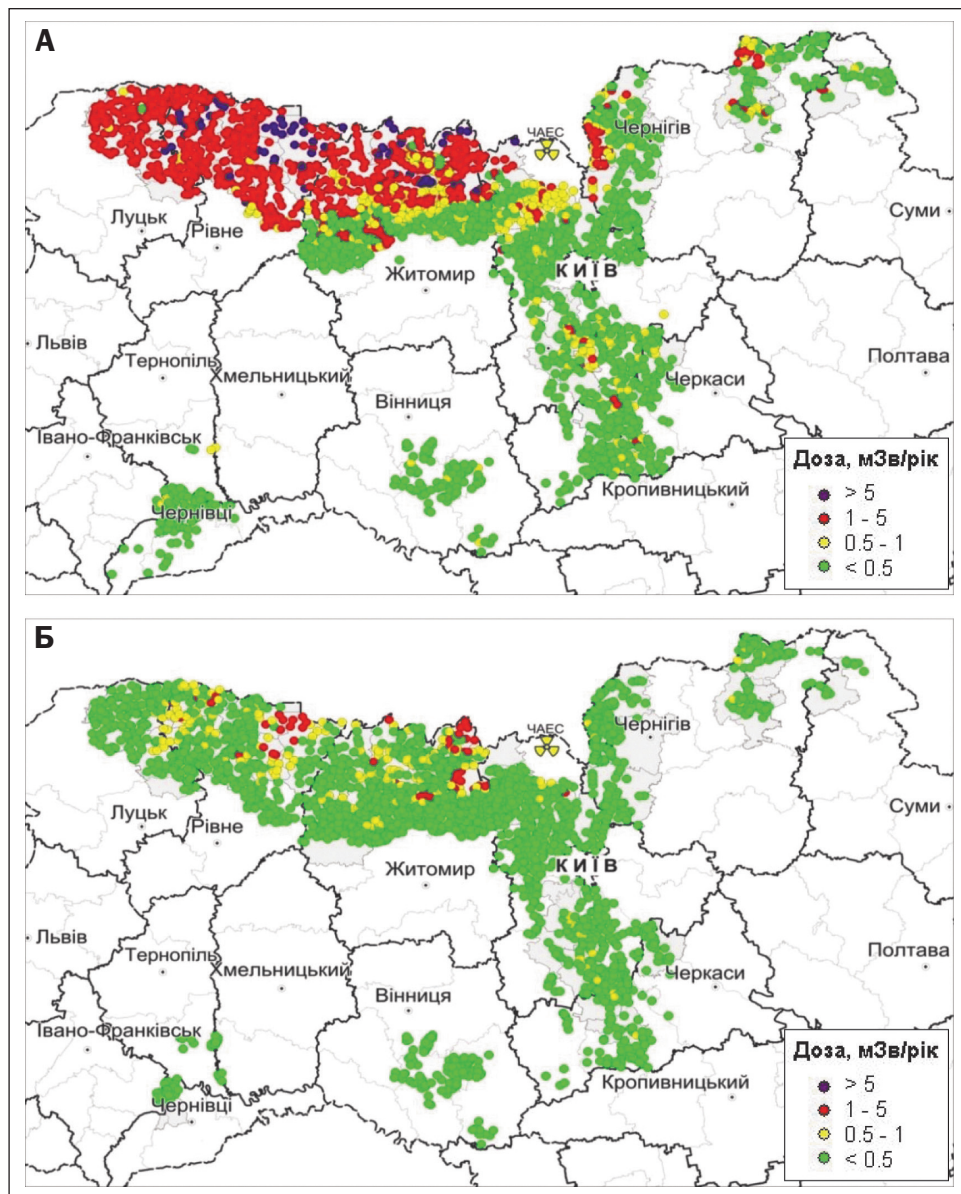 А
ЧАЕС
Чернігів
Луцьк
Рівне
Суми
Житомир
КИЇВ
Львів
Тернопіль
Хмельницький
Полтава
Черкаси
Вінниця
Івано-Франківськ
Кропивницький
Чернівці
Доза, мЗв/рік
> 5
1 - 5
0.5 - 1
< 0.5
Б
ЧАЕС
Чернігів
Луцьк
Рівне
Суми
Житомир
КИЇВ
Львів
Тернопіль
Хмельницький
Полтава
Черкаси
Вінниця
Івано-Франківськ
Кропивницький
Чернівці
Доза, мЗв/рік
> 5
1 - 5
0.5 - 1
< 0.5